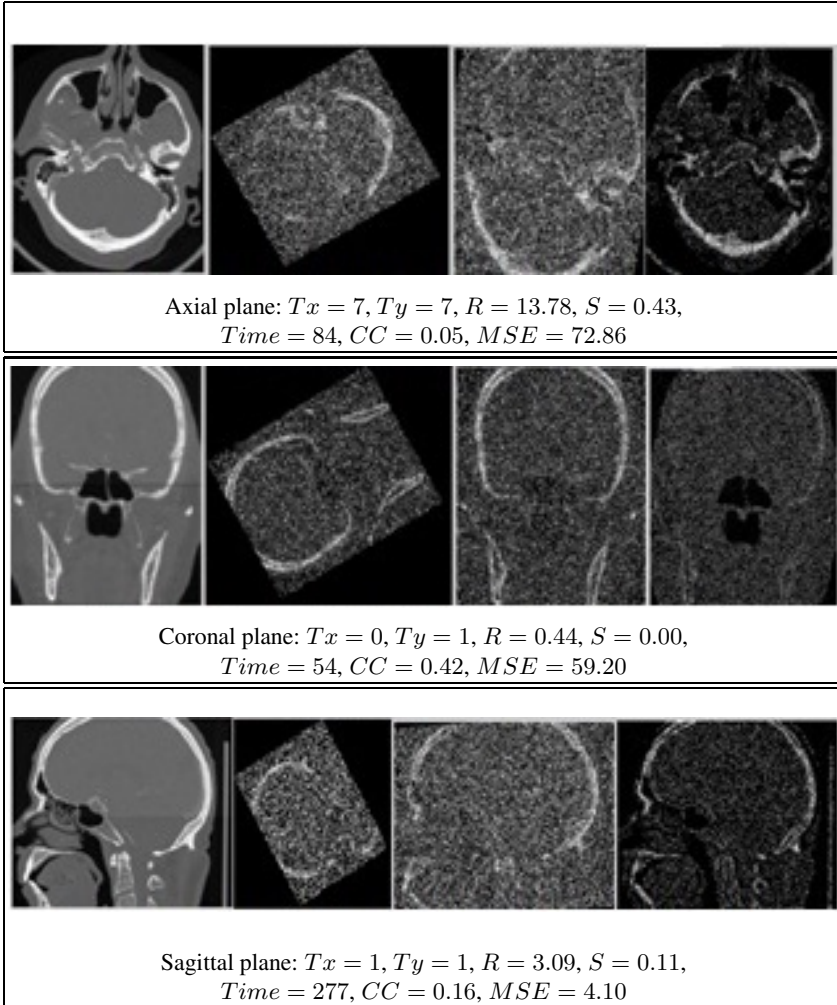 Axial plane: Tx = 7, Ty = 7, R = 13.78, S = 0.43,
Time = 84, CC = 0.05, MSE = 72.86
Coronal plane: Tx = 0, Ty = 1, R = 0.44, S = 0.00,
Time = 54, CC = 0.42, MSE = 59.20
Sagittal plane: Tx = 1, Ty = 1, R = 3.09, S = 0.11,
Time = 277, CC = 0.16, MSE = 4.10